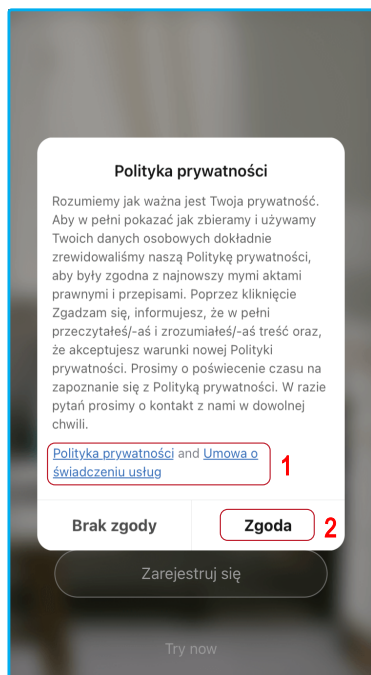 Polityka prywatności
Rozumiemy jak ważna jest Twoja prywatność.
Aby w pełni pokazać jak zbieramy i używamy
Twoich danych osobowych dokładnie
zrewidowaliśmy naszą Politykę prywatności,
aby były zgodna z najnowszy mymi aktami
prawnymi i przepisami. Poprzez kliknięcie
Zgadzam się, informujesz, że w pełni
przeczytałeś/-aś i zrozumiałeś/-aś treść oraz,
że akceptujesz warunki nowej Polityki
prywatności. Prosimy o poświecenie czasu na
zapoznanie się z Polityką prywatności. W razie
pytań prosimy o kontakt z nami w dowolnej
chwili.
Polityka prywatności and Umowa o
świadczeniu usług
1
Brak zgody
Zgoda
2
Zarejestruj się
Try now